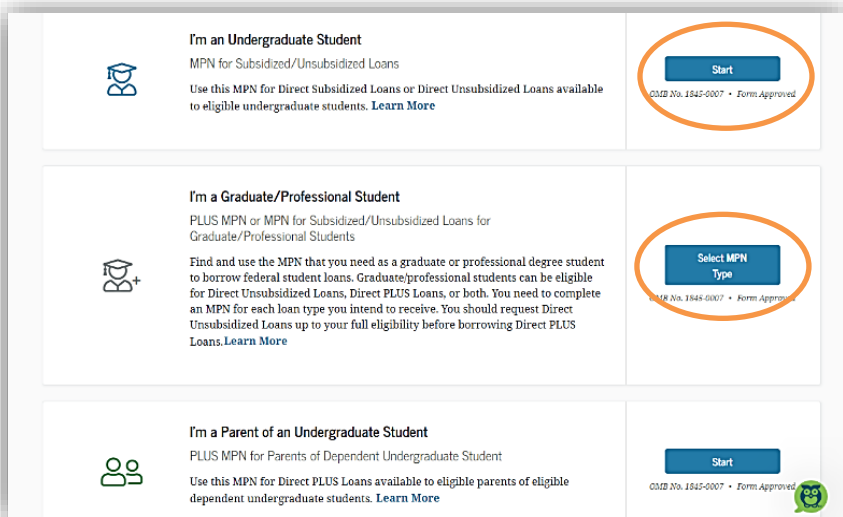 I'm an Undergraduate Student
MPN for Subsidized/Unsubsidized Loans
Use this MPN for Direct Subsidized Loans or Direct Unsubsidized Loans available
to eligible undergraduate students. Learn More
Start
OMB No. 1845-0007 • Form Approved
I'm a Graduate/Professional Student
PLUS MPN or MPN for Subsidized/Unsubsidized Loans for
Graduate/Professional Students
Find and use the MPN that you need as a graduate or professional degree student
to borrow federal student loans. Graduate/professional students can be eligible
for Direct Unsubsidized Loans, Direct PLUS Loans, or both. You need to complete
an MPN for each loan type you intend to receive. You should request Direct
Unsubsidized Loans up to your full eligibility before borrowing Direct PLUS
Loans.Learn More
Select MPN
Type
OMB No. 1845-0007 • Form Approved
I'm a Parent of an Undergraduate Student
PLUS MPN for Parents of Dependent Undergraduate Student
Use this MPN for Direct PLUS Loans available to eligible parents of eligible
dependent undergraduate students. Learn More
Start
OMB No. 1845-0007 • Form Approved